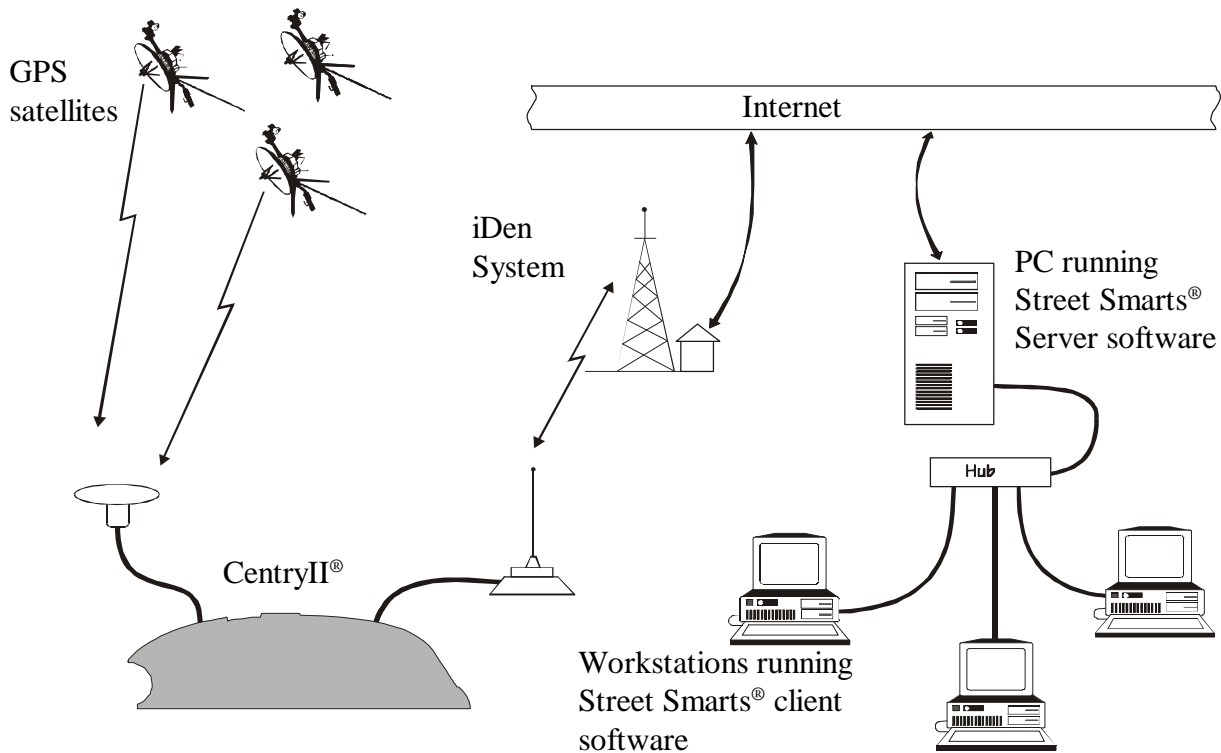 GPS
satellites
Internet
iDen
System
PC running
Street Smarts®
Server software
Hub
CentryII®
Workstations running
Street Smarts® client
software